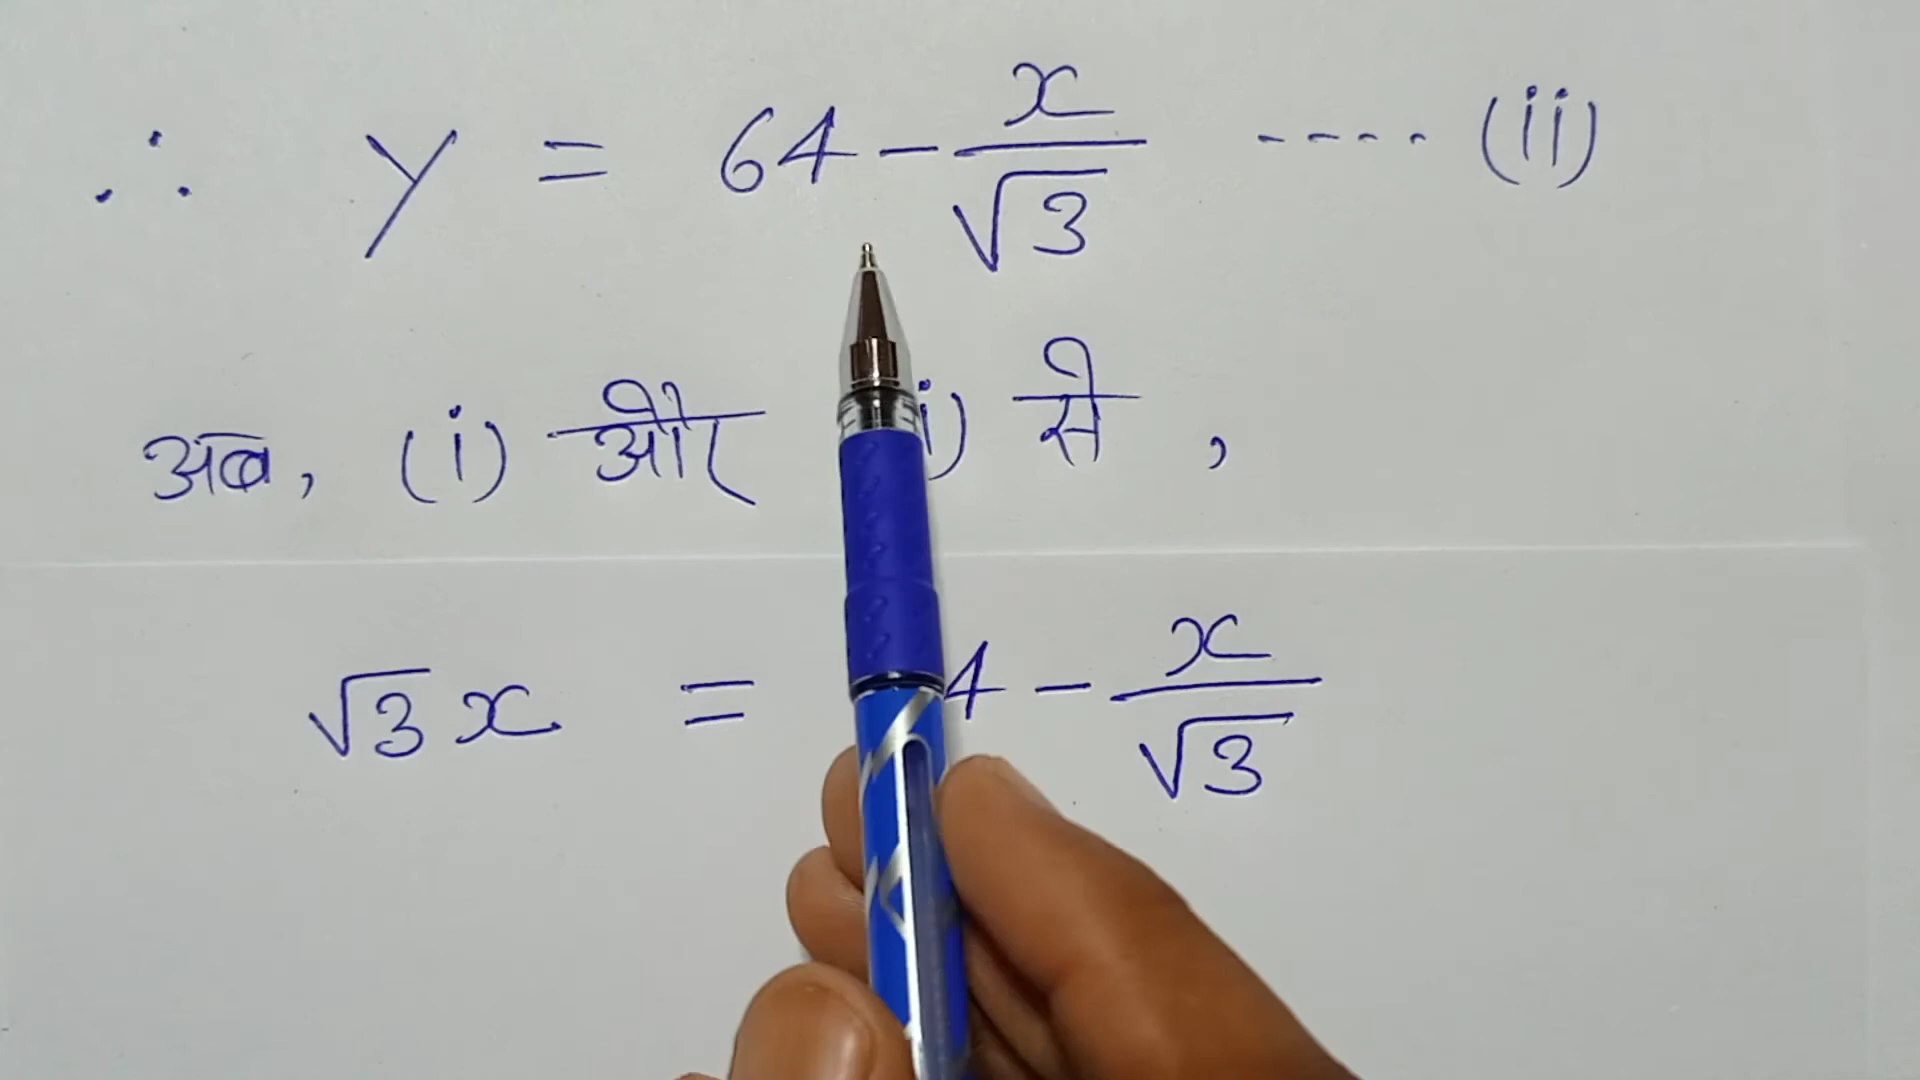 ∴ y = 64 - x/√3 ---- (ii)
अब, (i) और i) से,
√3x = 4 - x/√3